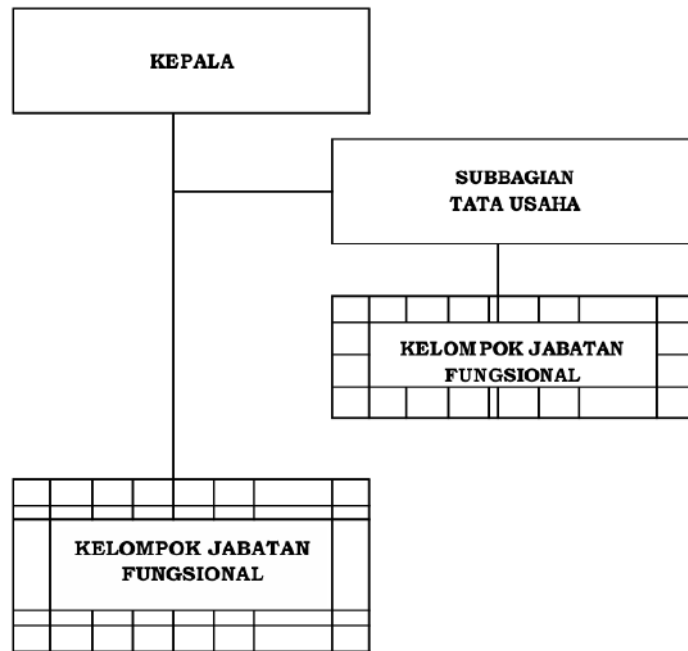 KEPALA
SUBBAGIAN
TATA USAHA
KELOMPOK JABATAN
FUNGSIONAL
KELOMPOK JABATAN
FUNGSIONAL